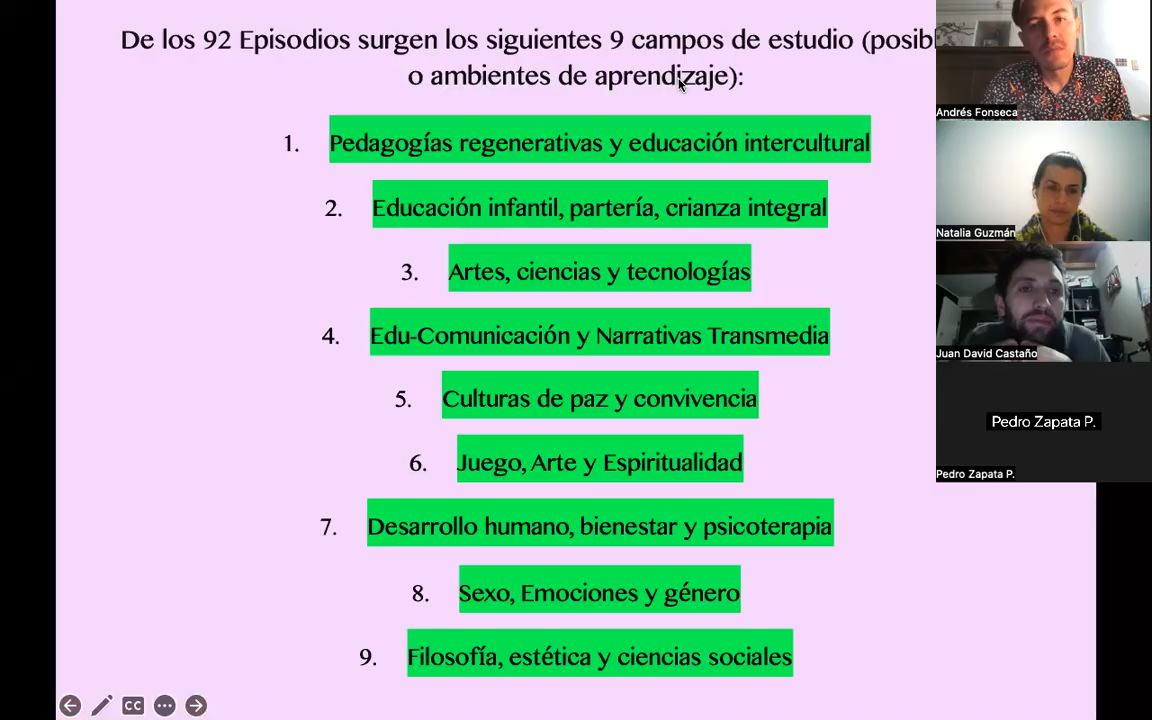 De los 92 Episodios surgen los siguientes 9 campos de estudio
o ambientes de aprendizaje):
1. Pedagogías regenerativas y educación intercultural
2. Educación infantil, partería, crianza integral
3. Artes, ciencias y tecnologías
4. Edu-Comunicación y Narrativas Transmedia
5. Culturas de paz y convivencia
6. Juego, Arte y Espiritualidad
7. Desarrollo humano, bienestar y psicoterapia
8. Sexo, Emociones y género
9. Filosofía, estética y ciencias sociales
CC
Andrés Fonseca
Natalia Guzmán
Juan David Castaño
Pedro Zapata P.
Pedro Zapata P.